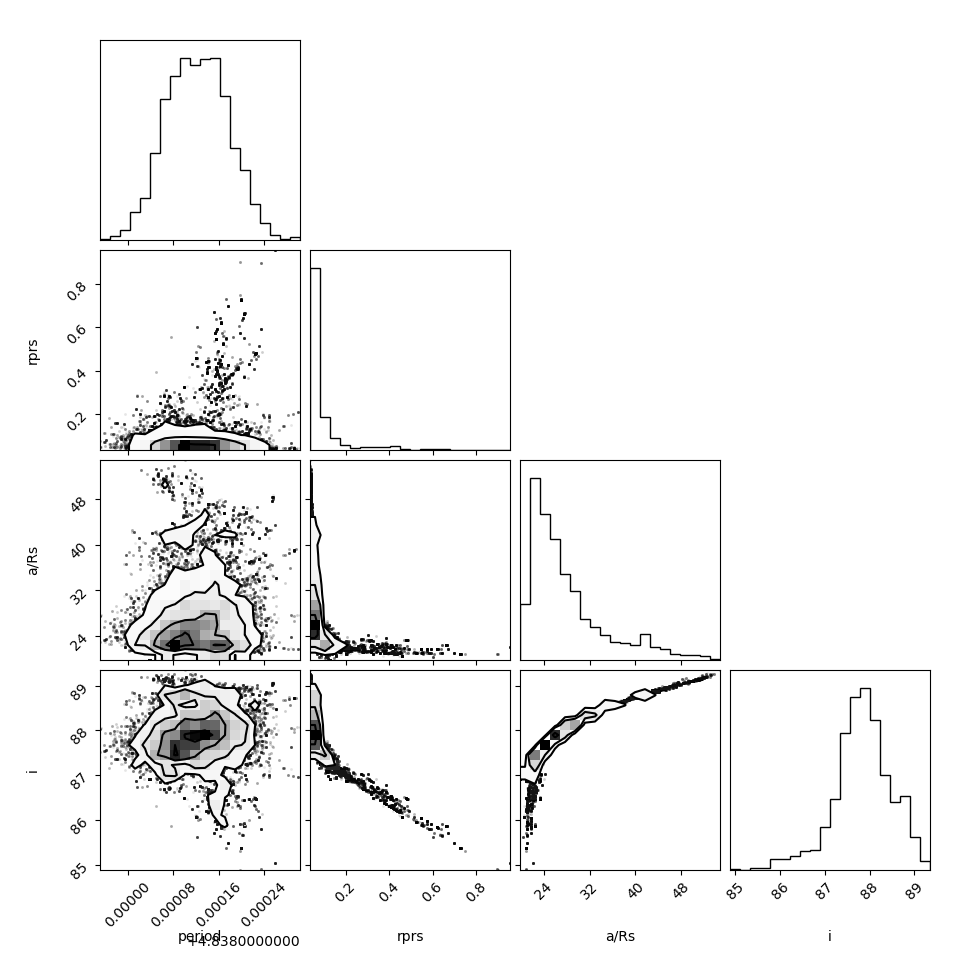 rprs
0.8
0.6
0.4
0.2
a/Rs
48
40
32
24
i
89
88
87
86
85
0.00000 0.00008 0.00016 0.00024
0.2 0.4 0.6 0.8
24 32 40 48
85 86 87 88 89
period
+4.8380000000
rprs
a/Rs
i